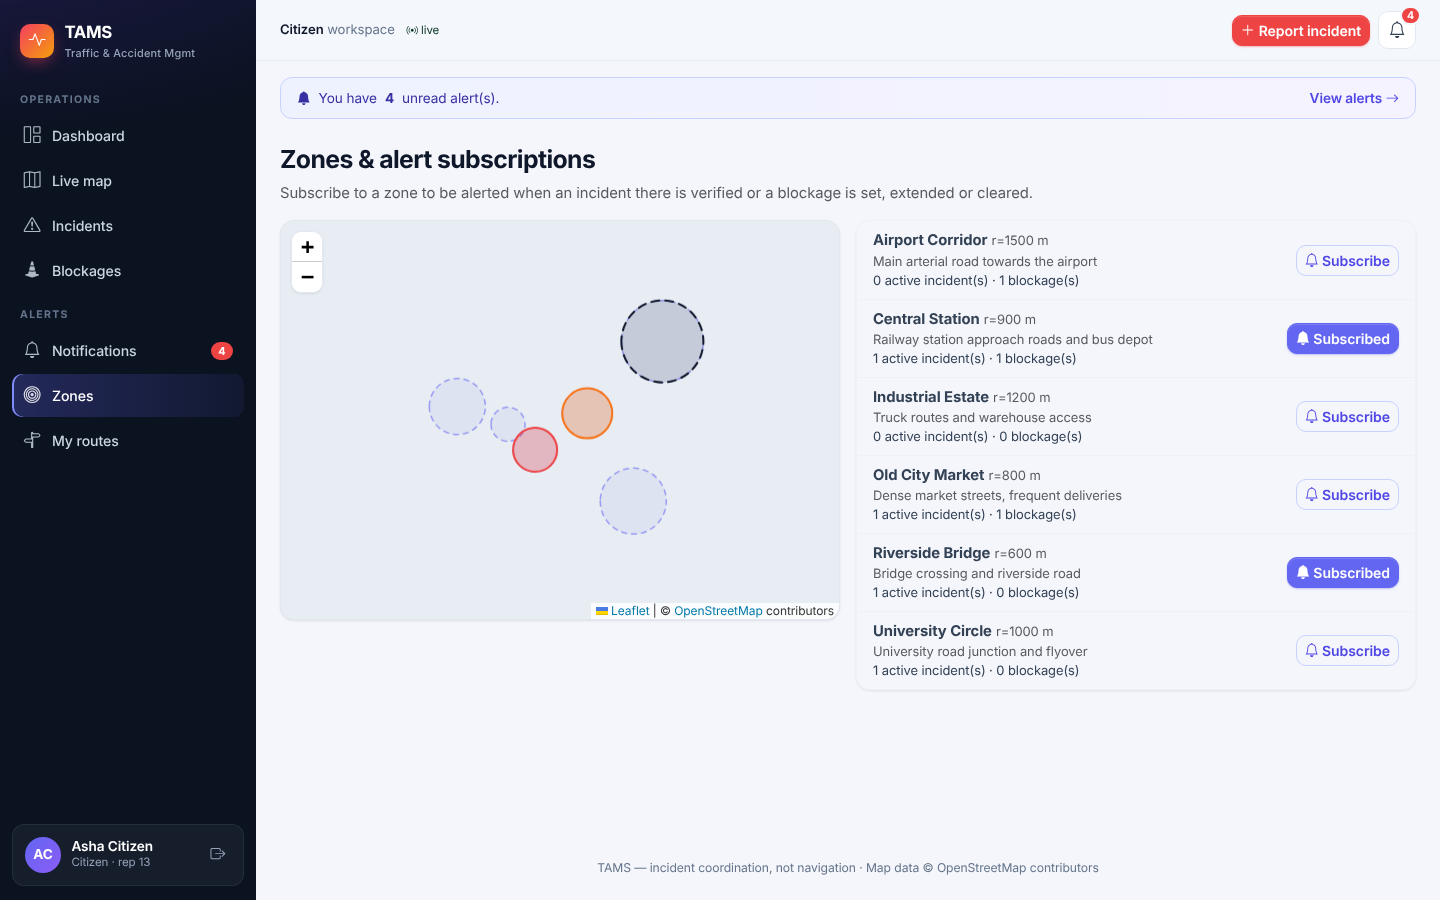 TAMS
Traffic & Accident Mgmt
OPERATIONS
Dashboard
Live map
Incidents
Blockages
ALERTS
Notifications 4
Zones
My routes
AC
Asha Citizen
Citizen · rep 13
Citizen workspace live
Report incident
4
You have 4 unread alert(s).
View alerts →
Zones & alert subscriptions
Subscribe to a zone to be alerted when an incident there is verified or a blockage is set, extended or cleared.
+
−
Leaflet | © OpenStreetMap contributors
Airport Corridor r=1500 m
Main arterial road towards the airport
0 active incident(s) · 1 blockage(s)
Subscribe
Central Station r=900 m
Railway station approach roads and bus depot
1 active incident(s) · 1 blockage(s)
Subscribed
Industrial Estate r=1200 m
Truck routes and warehouse access
0 active incident(s) · 0 blockage(s)
Subscribe
Old City Market r=800 m
Dense market streets, frequent deliveries
1 active incident(s) · 1 blockage(s)
Subscribe
Riverside Bridge r=600 m
Bridge crossing and riverside road
1 active incident(s) · 0 blockage(s)
Subscribed
University Circle r=1000 m
University road junction and flyover
1 active incident(s) · 0 blockage(s)
Subscribe
TAMS — incident coordination, not navigation · Map data © OpenStreetMap contributors